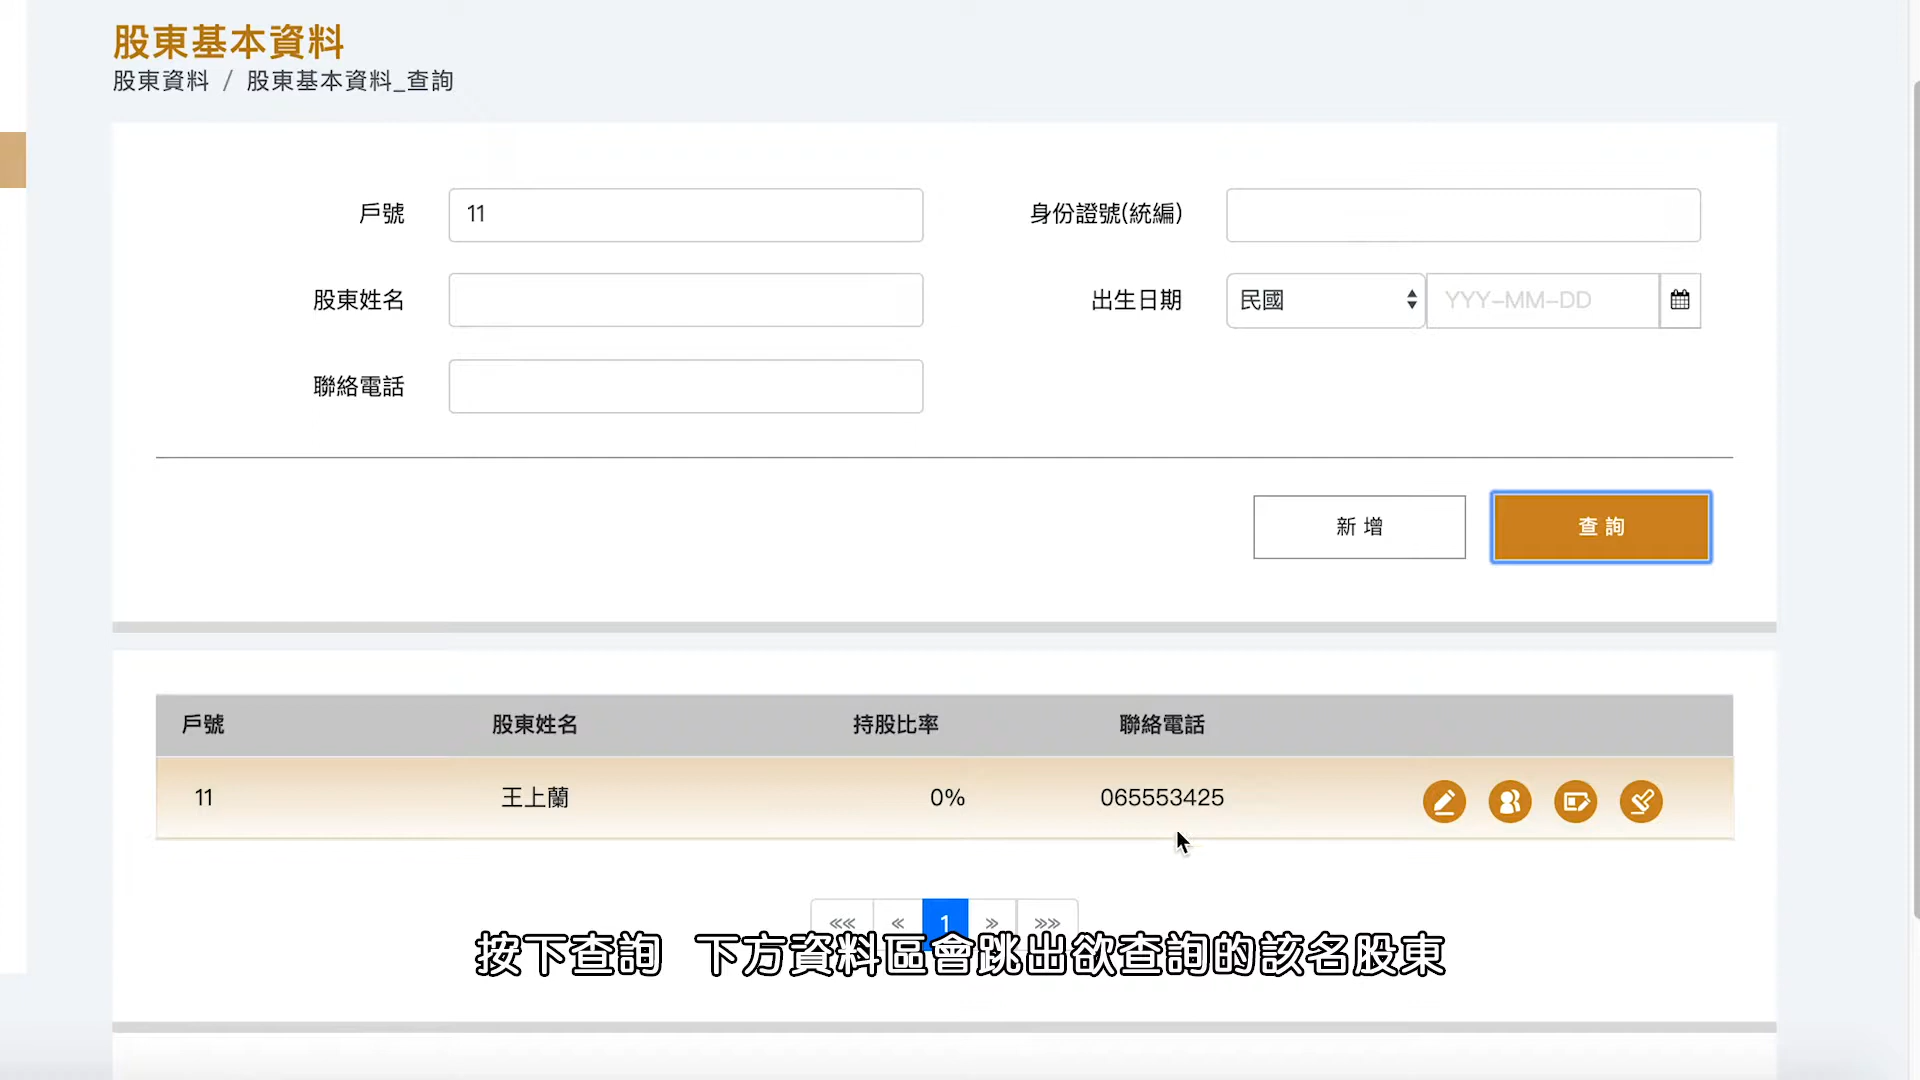 股東基本資料
股東資料 / 股東基本資料_查詢
戶號 11 身份證號(統編)
股東姓名 出生日期 民國 YYY-MM-DD
聯絡電話
新增 查詢
戶號 股東姓名 持股比率 聯絡電話
11 王上蘭 0% 065553425
«« « 1 » »»
按下查詢 下方資料區會跳出欲查詢的該名股東